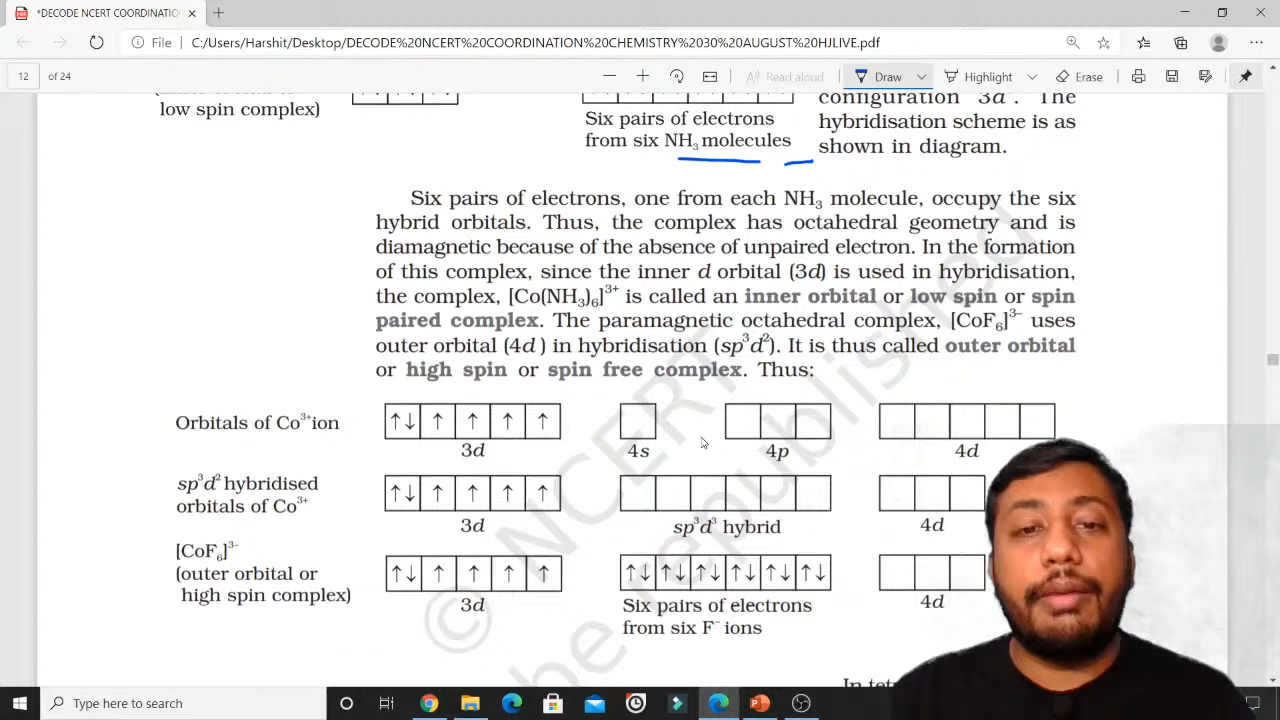 *DECODE NCERT COORDINATIO
File C:/Users/Harshit/Desktop/DECODE%20NCERT%20COORDINATION%20CHEMISTRY%2030%20AUGUST%20HJLIVE.pdf
12 of 24 Read aloud Draw Highlight Erase
low spin complex)
Six pairs of electrons
from six NH₃ molecules
configuration 3d . The
hybridisation scheme is as
shown in diagram.
Six pairs of electrons, one from each NH₃ molecule, occupy the six
hybrid orbitals. Thus, the complex has octahedral geometry and is
diamagnetic because of the absence of unpaired electron. In the formation
of this complex, since the inner d orbital (3d) is used in hybridisation,
the complex, [Co(NH₃)₆]³⁺ is called an inner orbital or low spin or spin
paired complex. The paramagnetic octahedral complex, [CoF₆]³⁻ uses
outer orbital (4d ) in hybridisation (sp³d²). It is thus called outer orbital
or high spin or spin free complex. Thus:
Orbitals of Co³⁺ion ↑↓ ↑ ↑ ↑ ↑
3d 4s 4p 4d
sp³d² hybridised
orbitals of Co³⁺ ↑↓ ↑ ↑ ↑ ↑
3d sp³d³ hybrid 4d
[CoF₆]³⁻
(outer orbital or
high spin complex)
↑↓ ↑ ↑ ↑ ↑ ↑↓ ↑↓ ↑↓ ↑↓ ↑↓ ↑↓
3d Six pairs of electrons 4d
from six F⁻ ions
© NCERT
be republished
Type here to search